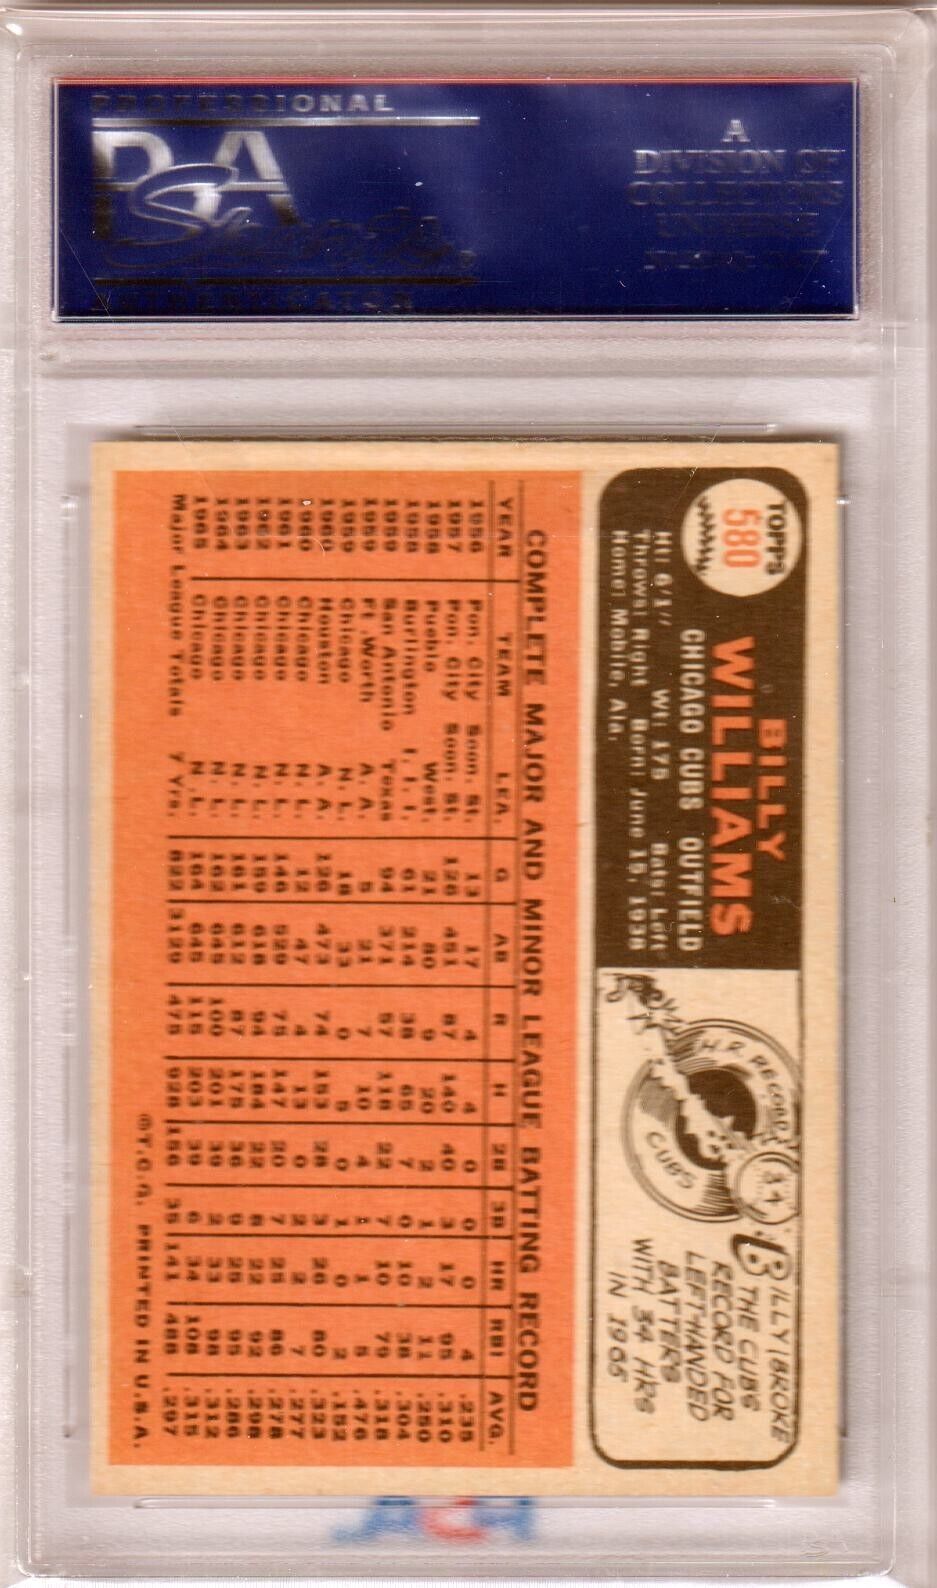 PROFESSIONAL
PSA
AUTHENTICATOR
A
DIVISION OF
COLLECTORS
UNIVERSE
TOPPS
580
BILLY
WILLIAMS
CHICAGO CUBS OUTFIELD
Ht: 6/1" Wt: 175 Bats: Left
Throws: Right Born: June 15, 1938
Home: Mobile, Ala.
H.R. RECORD
34
CUBS
BILLY BROKE
THE CUBS
RECORD FOR
LEFT-HANDED
BATTERS
WITH 34 HRS
IN 1965
COMPLETE MAJOR AND MINOR LEAGUE BATTING RECORD
YEAR TEAM LEA. G AB R H 2B 3B HR RBI AVG.
1956 Pon. City Soon. St. 13 17 4 4 0 0 0 4 .235
1957 Pon. City Soon. St. 126 451 87 140 40 3 17 95 .310
1958 Pueblo West. 21 80 9 20 2 1 2 11 .250
1958 Burlington I. I. I. 61 214 38 65 7 0 10 38 .304
1959 San Antonio Texas 94 371 57 118 22 7 10 79 .318
1959 Ft. Worth A. A. 5 21 7 10 4 1 1 5 .476
1959 Chicago N. L. 18 33 0 5 0 1 0 2 .152
1960 Houston A. A. 126 473 74 153 28 3 26 80 .323
1960 Chicago N. L. 12 47 4 13 0 2 2 7 .277
1961 Chicago N. L. 146 529 75 147 20 7 25 86 .278
1962 Chicago N. L. 159 618 94 184 22 8 22 92 .298
1963 Chicago N. L. 161 612 87 175 36 9 25 95 .286
1964 Chicago N. L. 162 645 100 201 39 2 33 98 .312
1965 Chicago N. L. 164 645 115 203 39 6 34 108 .315
Major League Totals 7 Yrs. 822 3129 475 928 156 35 141 488 .297
©T.C.G. PRINTED IN U.S.A.